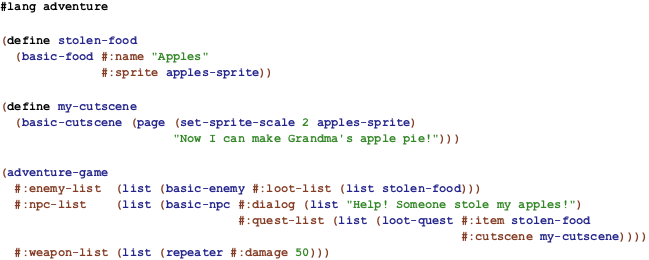 #lang adventure
(define stolen-food
(basic-food #:name "Apples"
#:sprite apples-sprite))
(define my-cutscene
(basic-cutscene (page (set-sprite-scale 2 apples-sprite)
"Now I can make Grandma's apple pie!")))
(adventure-game
#:enemy-list (list (basic-enemy #:loot-list (list stolen-food)))
#:npc-list (list (basic-npc #:dialog (list "Help! Someone stole my apples!")
#:quest-list (list (loot-quest #:item stolen-food
#:cutscene my-cutscene))))
#:weapon-list (list (repeater #:damage 50)))